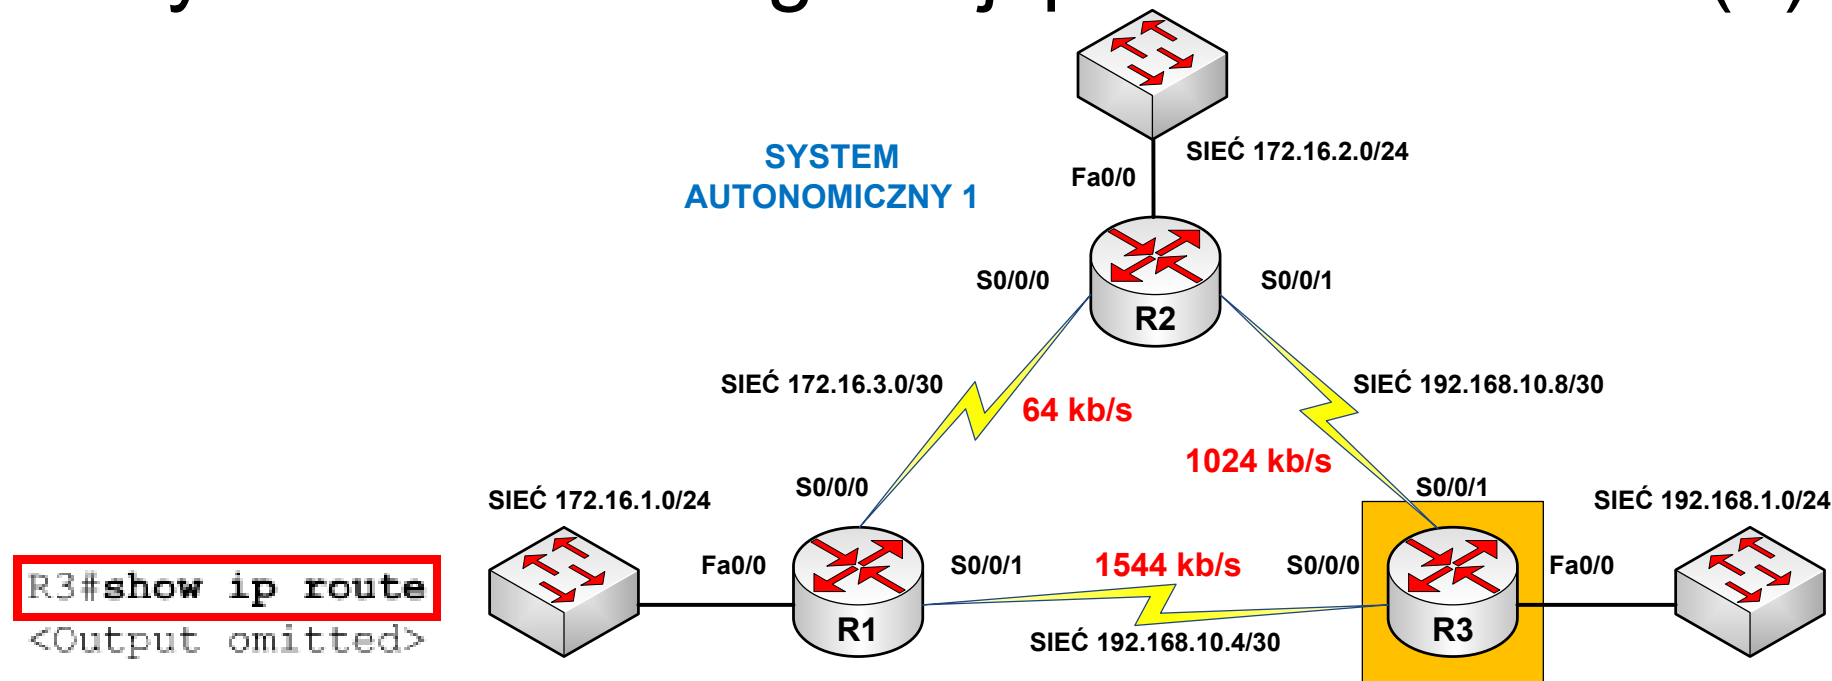 SIEĆ 172.16.2.0/24
SYSTEM
AUTONOMICZNY 1
Fa0/0
S0/0/0
S0/0/1
R2
SIEĆ 172.16.3.0/30
64 kb/s
SIEĆ 192.168.10.8/30
1024 kb/s
S0/0/0
S0/0/1
SIEĆ 172.16.1.0/24
SIEĆ 192.168.1.0/24
Fa0/0
S0/0/1
1544 kb/s
S0/0/0
Fa0/0
R1
R3
SIEĆ 192.168.10.4/30
R3#show ip route
<Output omitted>